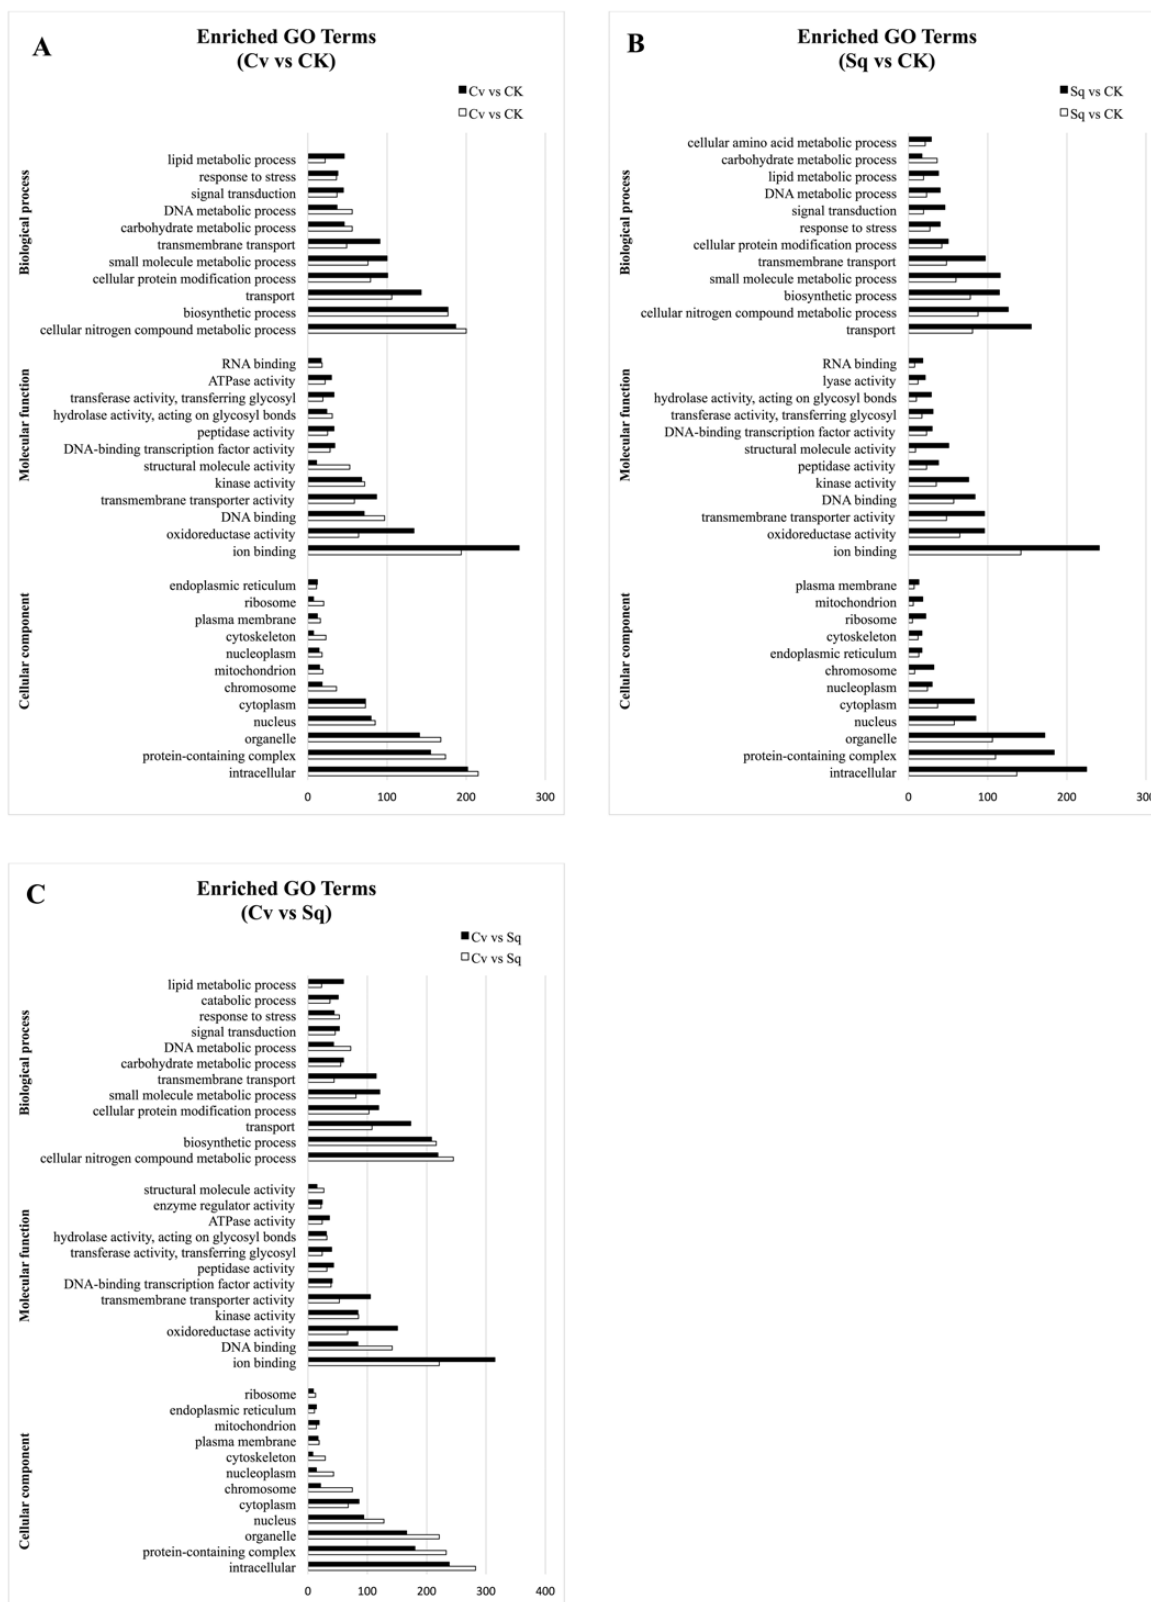 A
Enriched GO Terms
(Cv vs CK)
Cv vs CK
Cv vs CK
Biological process
lipid metabolic process
response to stress
signal transduction
DNA metabolic process
carbohydrate metabolic process
transmembrane transport
small molecule metabolic process
cellular protein modification process
transport
biosynthetic process
cellular nitrogen compound metabolic process
Molecular function
RNA binding
ATPase activity
transferase activity, transferring glycosyl
hydrolase activity, acting on glycosyl bonds
peptidase activity
DNA-binding transcription factor activity
structural molecule activity
kinase activity
transmembrane transporter activity
DNA binding
oxidoreductase activity
ion binding
Cellular component
endoplasmic reticulum
ribosome
plasma membrane
cytoskeleton
nucleoplasm
mitochondrion
chromosome
cytoplasm
nucleus
organelle
protein-containing complex
intracellular
0 100 200 300
B
Enriched GO Terms
(Sq vs CK)
Sq vs CK
Sq vs CK
Biological process
cellular amino acid metabolic process
carbohydrate metabolic process
lipid metabolic process
DNA metabolic process
signal transduction
response to stress
cellular protein modification process
transmembrane transport
small molecule metabolic process
biosynthetic process
cellular nitrogen compound metabolic process
transport
Molecular function
RNA binding
lyase activity
hydrolase activity, acting on glycosyl bonds
transferase activity, transferring glycosyl
DNA-binding transcription factor activity
structural molecule activity
peptidase activity
kinase activity
DNA binding
transmembrane transporter activity
oxidoreductase activity
ion binding
Cellular component
plasma membrane
mitochondrion
ribosome
cytoskeleton
endoplasmic reticulum
chromosome
nucleoplasm
cytoplasm
nucleus
organelle
protein-containing complex
intracellular
0 100 200 300
C
Enriched GO Terms
(Cv vs Sq)
Cv vs Sq
Cv vs Sq
Biological process
lipid metabolic process
catabolic process
response to stress
signal transduction
DNA metabolic process
carbohydrate metabolic process
transmembrane transport
small molecule metabolic process
cellular protein modification process
transport
biosynthetic process
cellular nitrogen compound metabolic process
Molecular function
structural molecule activity
enzyme regulator activity
ATPase activity
hydrolase activity, acting on glycosyl bonds
transferase activity, transferring glycosyl
peptidase activity
DNA-binding transcription factor activity
transmembrane transporter activity
kinase activity
oxidoreductase activity
DNA binding
ion binding
Cellular component
ribosome
endoplasmic reticulum
mitochondrion
plasma membrane
cytoskeleton
nucleoplasm
chromosome
cytoplasm
nucleus
organelle
protein-containing complex
intracellular
0 100 200 300 400